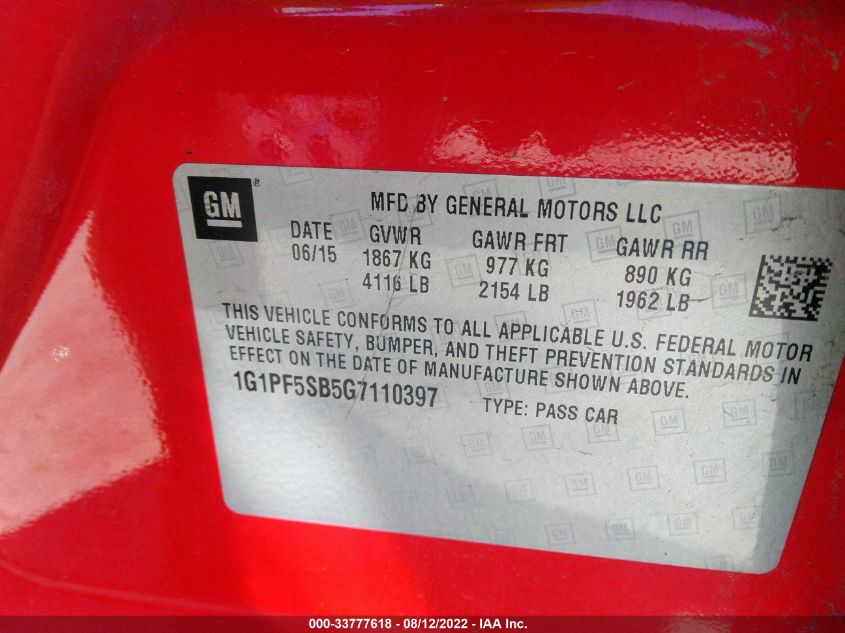 GM ®
MFD BY GENERAL MOTORS LLC
DATE GVWR GAWR FRT GAWR RR
06/15 1867 KG 977 KG 890 KG
4116 LB 2154 LB 1962 LB
THIS VEHICLE CONFORMS TO ALL APPLICABLE U.S. FEDERAL MOTOR
VEHICLE SAFETY, BUMPER, AND THEFT PREVENTION STANDARDS IN
EFFECT ON THE DATE OF MANUFACTURE SHOWN ABOVE.
1G1PF5SB5G7110397 TYPE: PASS CAR
000-33777618 - 08/12/2022 - IAA Inc.